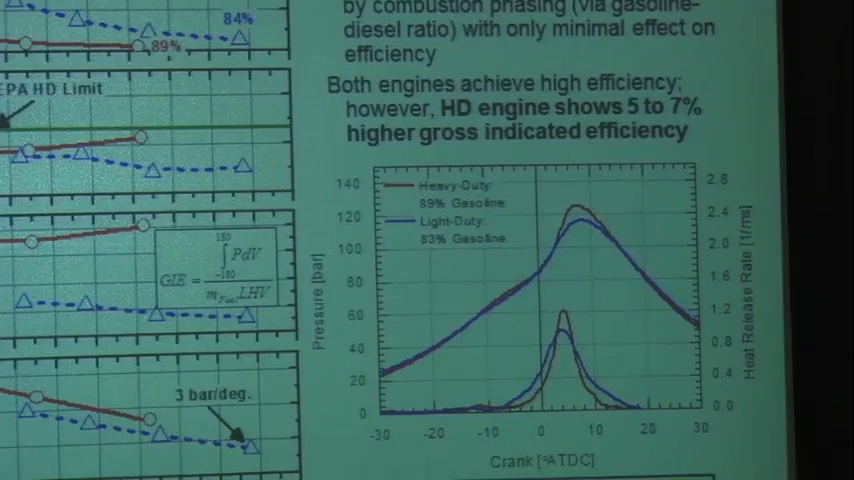 84%
89%
EPA HD Limit
GIE = ∫ 180 -180 PdV / m Fuel LHV
3 bar/deg.
by combustion phasing (via gasoline-
diesel ratio) with only minimal effect on
efficiency
Both engines achieve high efficiency;
however, HD engine shows 5 to 7%
higher gross indicated efficiency
Heavy-Duty:
89% Gasoline
Light-Duty:
83% Gasoline
Pressure [bar]
140
120
100
80
60
40
20
0
2.8
2.4
2.0
1.6
1.2
0.8
0.4
0.0
Heat Release Rate [1/ms]
-30 -20 -10 0 10 20 30
Crank [°ATDC]